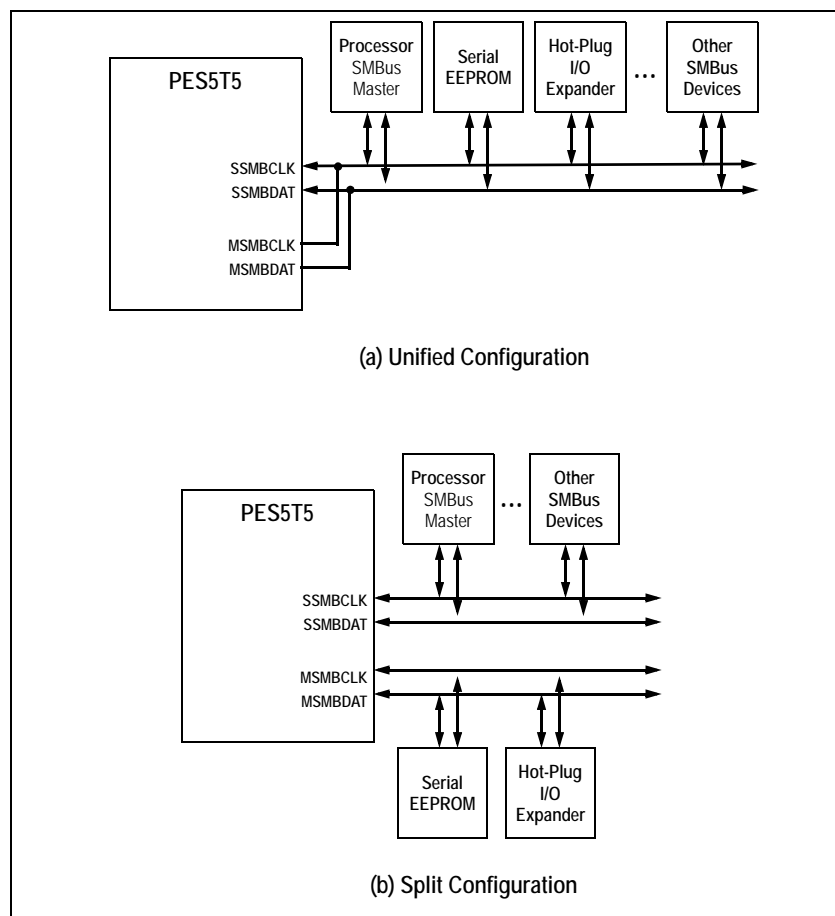 PES5T5
Processor
SMBus
Master
Serial
EEPROM
Hot-Plug
I/O
Expander
...
Other
SMBus
Devices
SSMBCLK
SSMBDAT
MSMBCLK
MSMBDAT
(a) Unified Configuration
PES5T5
Processor
SMBus
Master
...
Other
SMBus
Devices
SSMBCLK
SSMBDAT
MSMBCLK
MSMBDAT
Serial
EEPROM
Hot-Plug
I/O
Expander
(b) Split Configuration